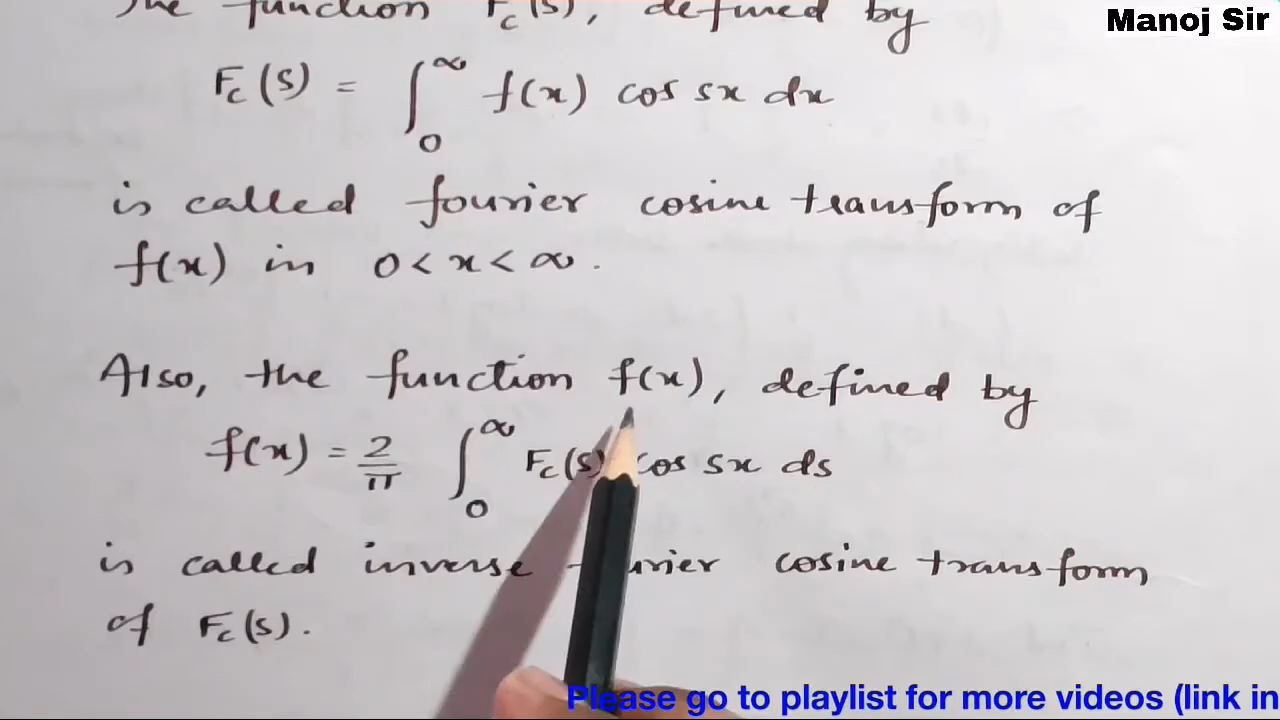 The function Fc(s), defined by
Manoj Sir
Fc(s) = ∫₀^∞ f(x) cos sx dx
is called fourier cosine transform of
f(x) in 0 < x < ∞.
Also, the function f(x), defined by
f(x) = 2/π ∫₀^∞ Fc(s) cos sx ds
is called inverse cosine transform
of Fc(s).
Please go to playlist for more videos (link in